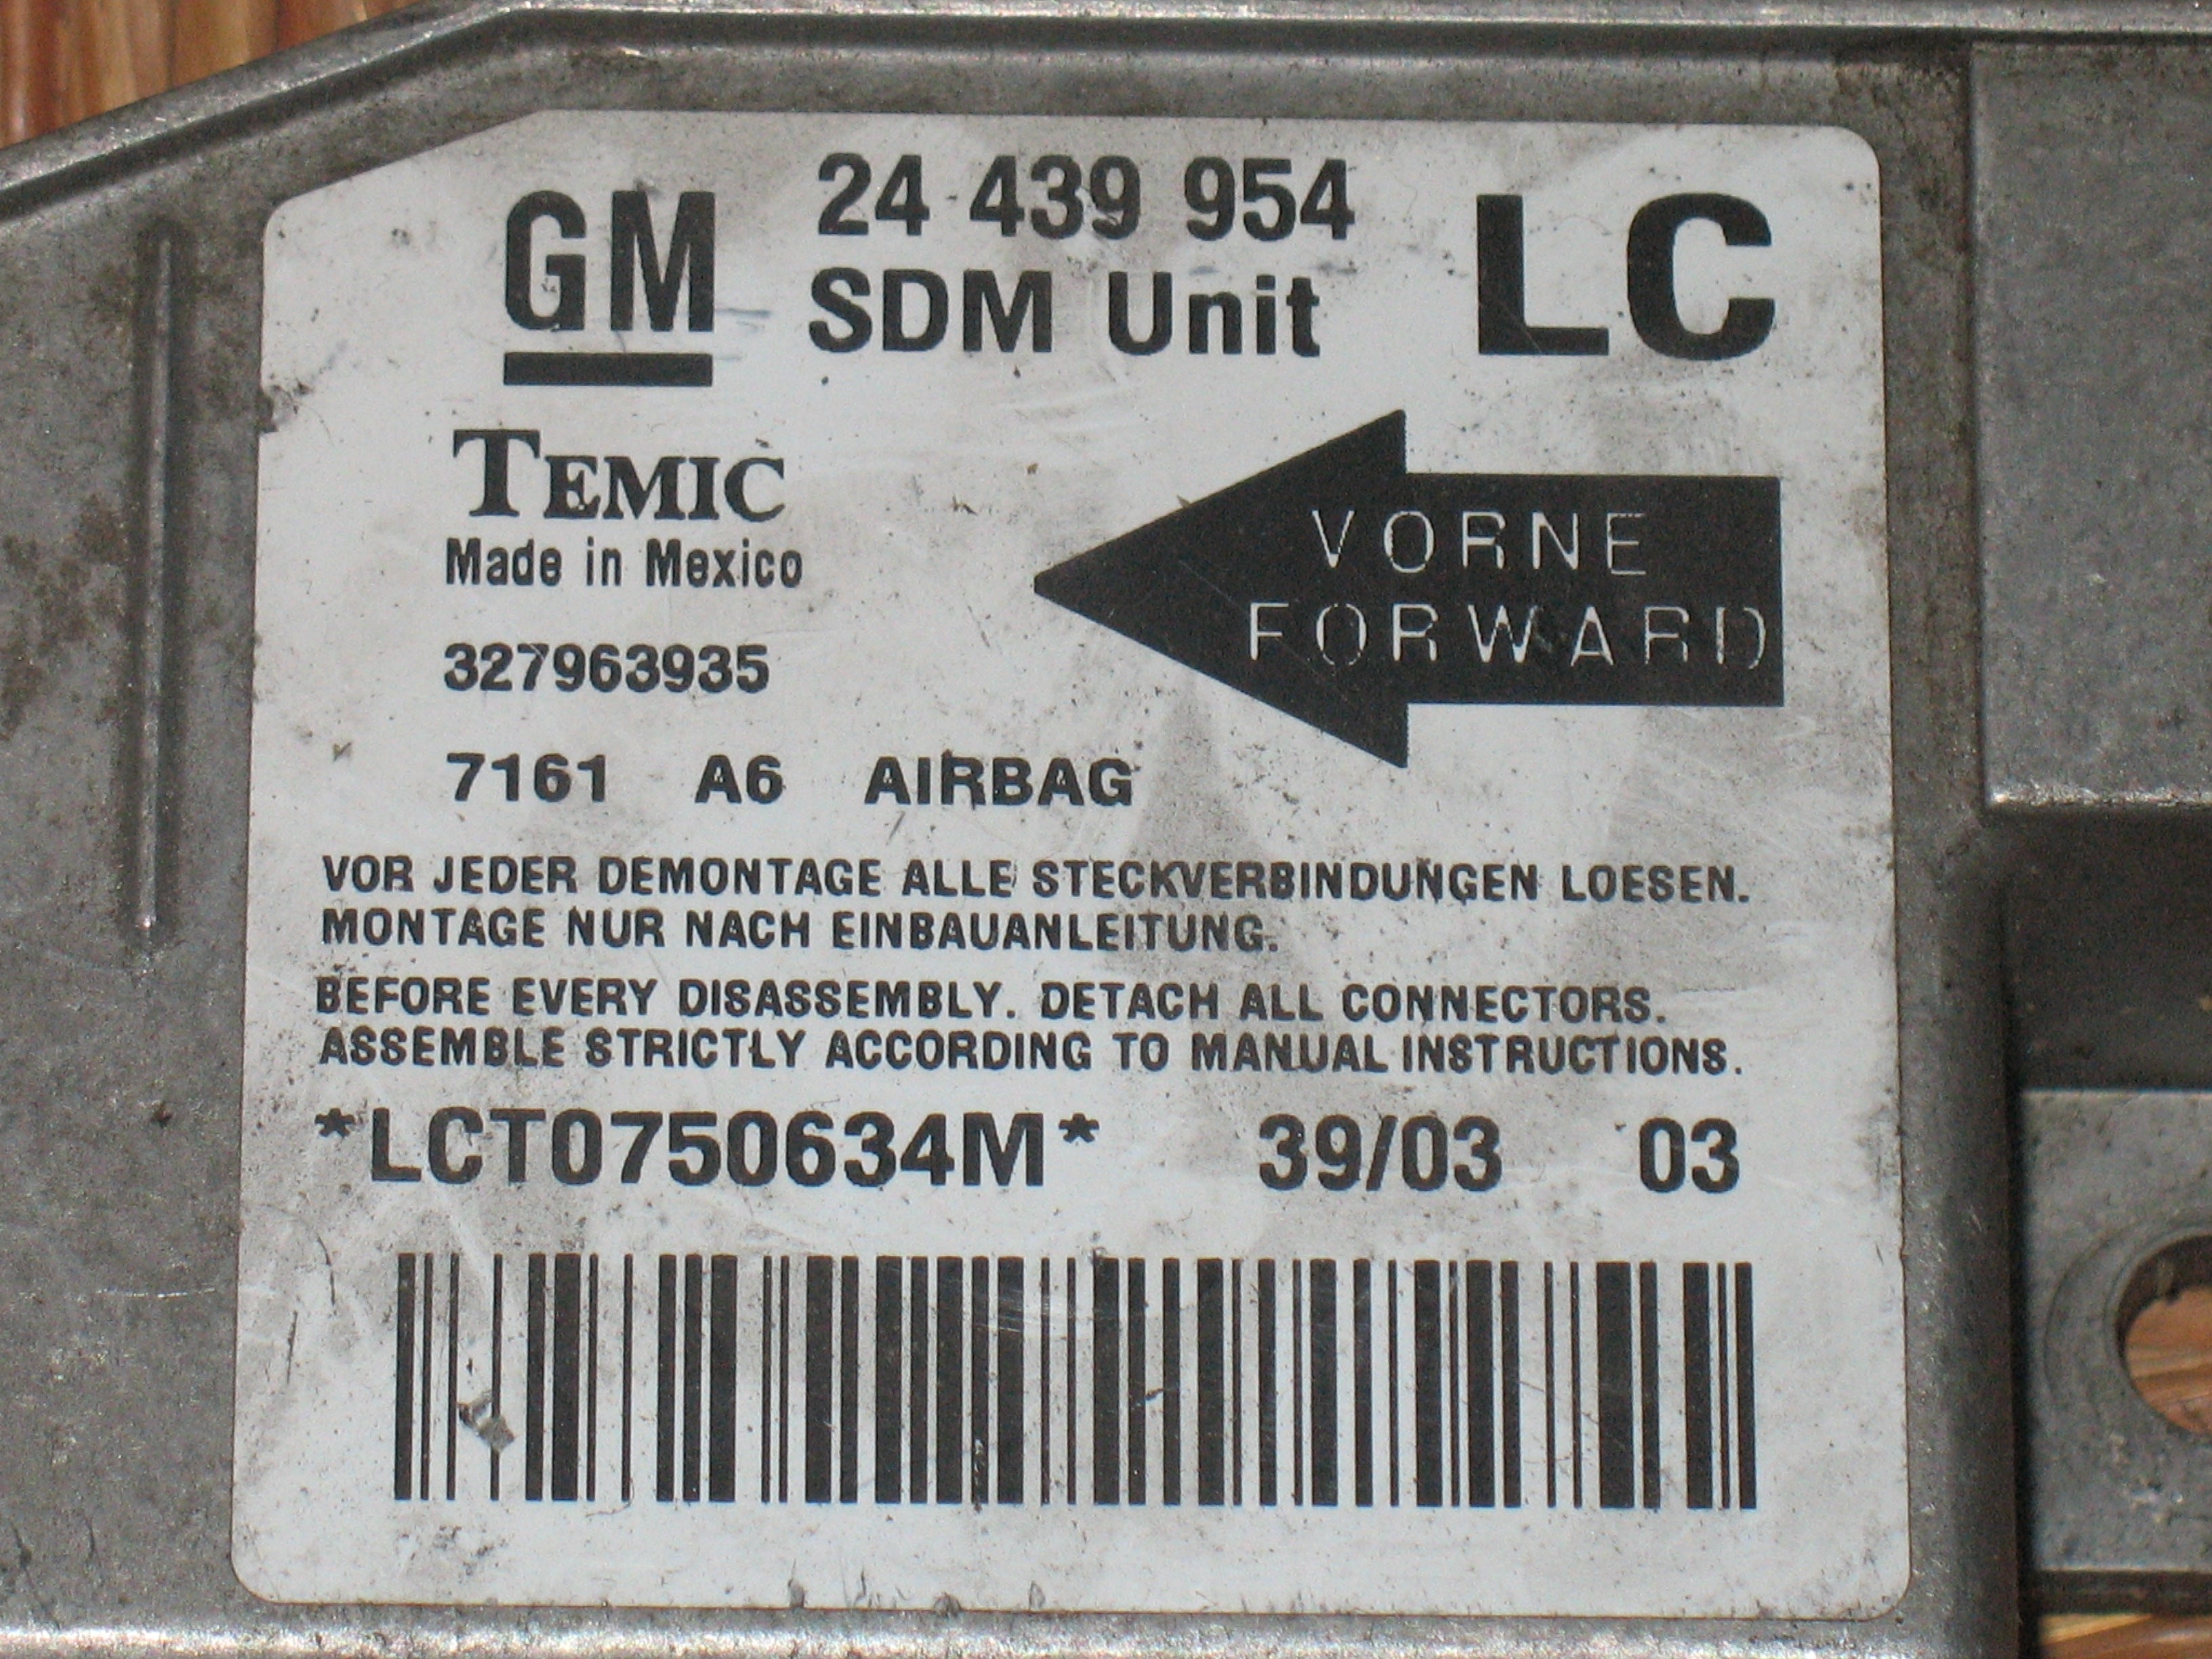 GM 24 439 954 LC
SDM Unit
TEMIC
Made in Mexico
VORNE
FORWARD
327963935
7161 A6 AIRBAG
VOR JEDER DEMONTAGE ALLE STECKVERBINDUNGEN LOESEN.
MONTAGE NUR NACH EINBAUANLEITUNG.
BEFORE EVERY DISASSEMBLY. DETACH ALL CONNECTORS.
ASSEMBLE STRICTLY ACCORDING TO MANUAL INSTRUCTIONS.
*LCT0750634M* 39/03 03